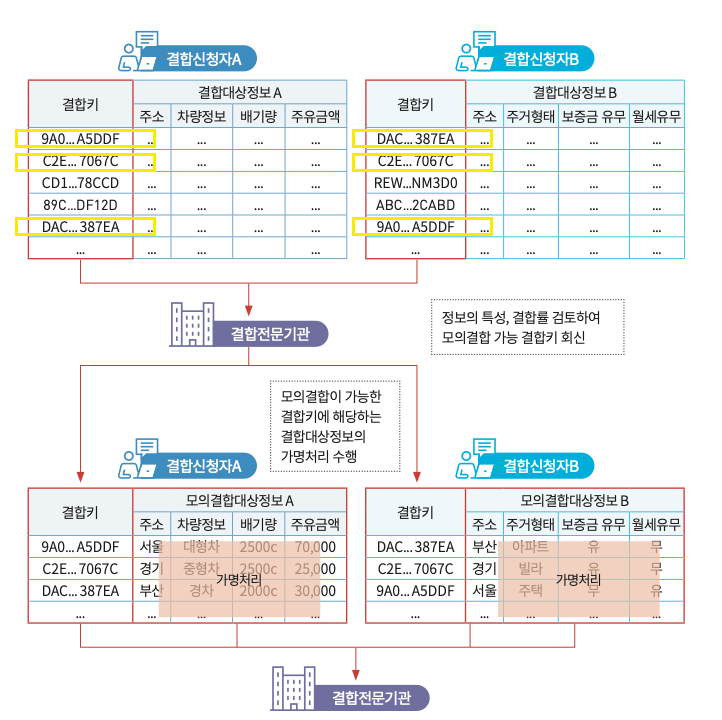 결합신청자A 결합신청자B
결합키 결합대상정보 A 결합키 결합대상정보 B
주소 차량정보 배기량 주유금액 주소 주거형태 보증금 유무 월세유무
9A0... A5DDF ... ... ... ... DAC... 387EA ... ... ... ...
C2E... 7067C ... ... ... ... C2E... 7067C ... ... ... ...
CD1...78CCD ... ... ... ... REW...NM3D0 ... ... ... ...
89C...DF12D ... ... ... ... ABC...2CABD ... ... ... ...
DAC... 387EA ... ... ... ... 9A0... A5DDF ... ... ... ...
... ... ... ... ... ... ... ... ... ...
결합전문기관
정보의 특성, 결합률 검토하여
모의결합 가능 결합키 회신
모의결합이 가능한
결합키에 해당하는
결합대상정보의
가명처리 수행
결합신청자A 결합신청자B
결합키 모의결합대상정보 A 결합키 모의결합대상정보 B
주소 차량정보 배기량 주유금액 주소 주거형태 보증금 유무 월세유무
9A0... A5DDF 서울 대형차 2500c 70,000 DAC... 387EA 부산 아파트 유 무
C2E... 7067C 경기 중형차 2500c 25,000 C2E... 7067C 경기 빌라 유 무
가명처리 가명처리
DAC... 387EA 부산 경차 2000c 30,000 9A0... A5DDF 서울 주택 부 유
... ... ... ... ... ... ... ... ... ...
결합전문기관